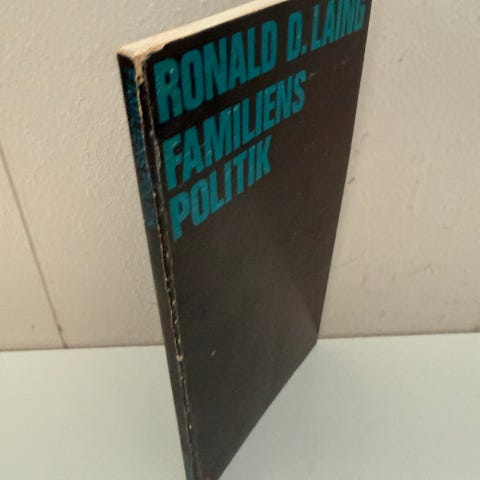 RONALD D. LAING
FAMILIENS
POLITIK